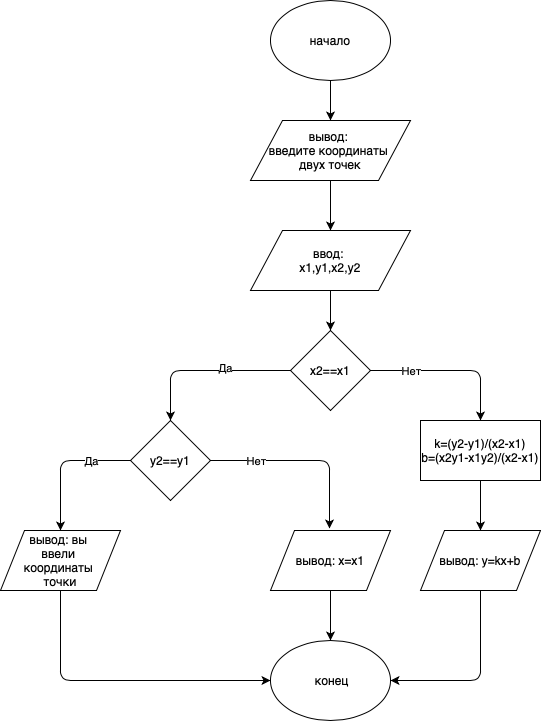 начало
вывод:
введите координаты
двух точек
ввод:
x1,y1,x2,y2
x2==x1
Да
Нет
y2==y1
k=(y2-y1)/(x2-x1)
b=(x2y1-x1y2)/(x2-x1)
Да
Нет
вывод: вы
ввели
координаты
точки
вывод: x=x1
вывод: y=kx+b
конец